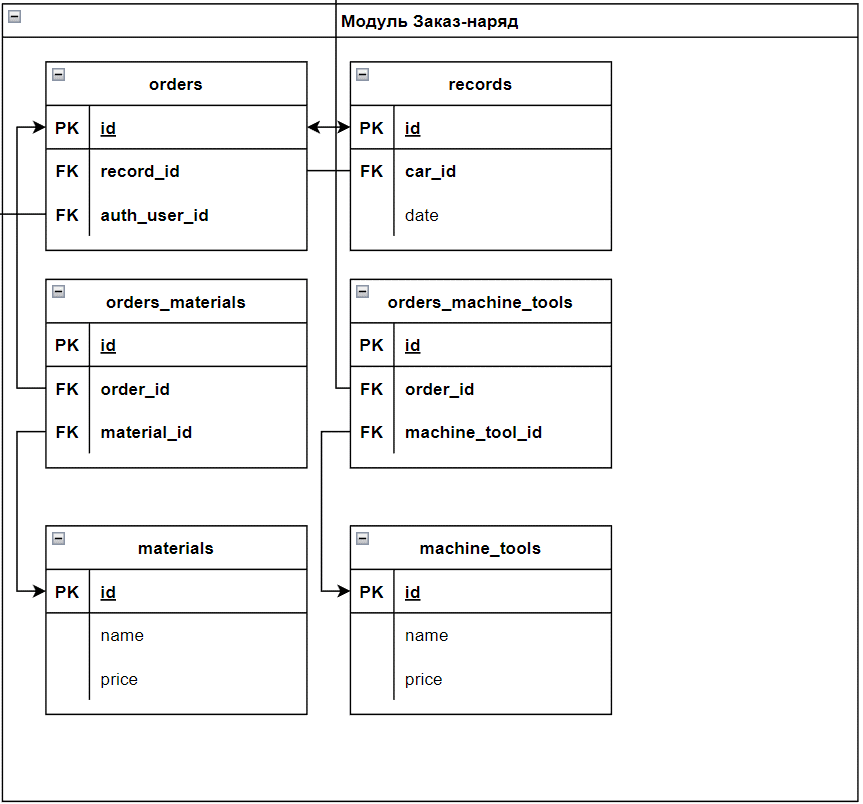 Модуль Заказ-наряд
orders
PK id
FK record_id
FK auth_user_id
records
PK id
FK car_id
date
orders_materials
PK id
FK order_id
FK material_id
orders_machine_tools
PK id
FK order_id
FK machine_tool_id
materials
PK id
name
price
machine_tools
PK id
name
price